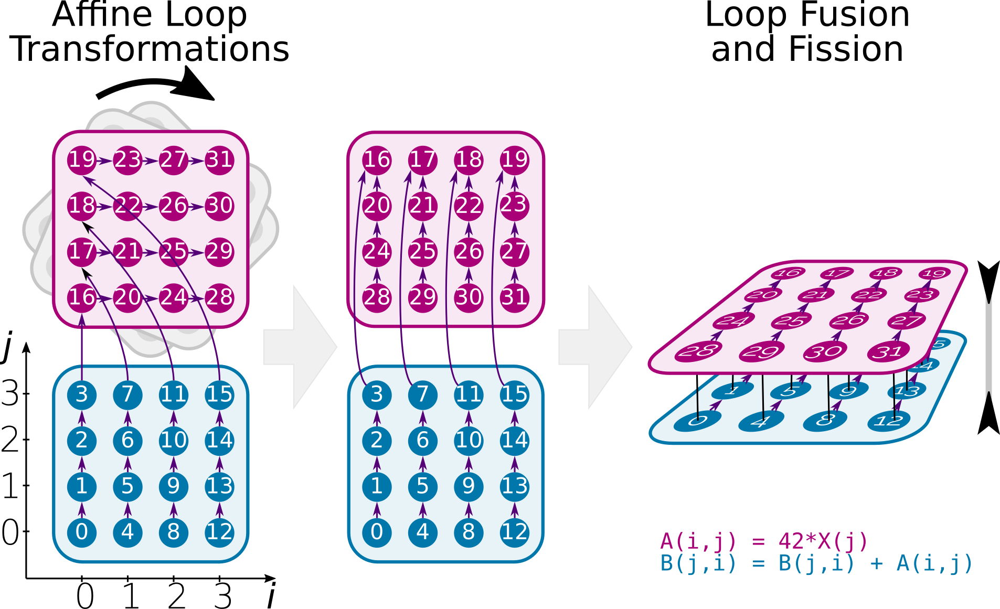 Affine Loop
Transformations
Loop Fusion
and Fission
19 23 27 31
18 22 26 30
17 21 25 29
16 20 24 28
j
3 3 7 11 15
2 2 6 10 14
1 1 5 9 13
0 0 4 8 12
0 1 2 3 i
16 17 18 19
20 21 22 23
24 25 26 27
28 29 30 31
3 7 11 15
2 6 10 14
1 5 9 13
0 4 8 12
16 17 18 19
20 21 22 23
24 25 26 27
28 29 30 31
5
14
1 5 9 13
0 4 8 12
A(i,j) = 42*X(j)
B(j,i) = B(j,i) + A(i,j)